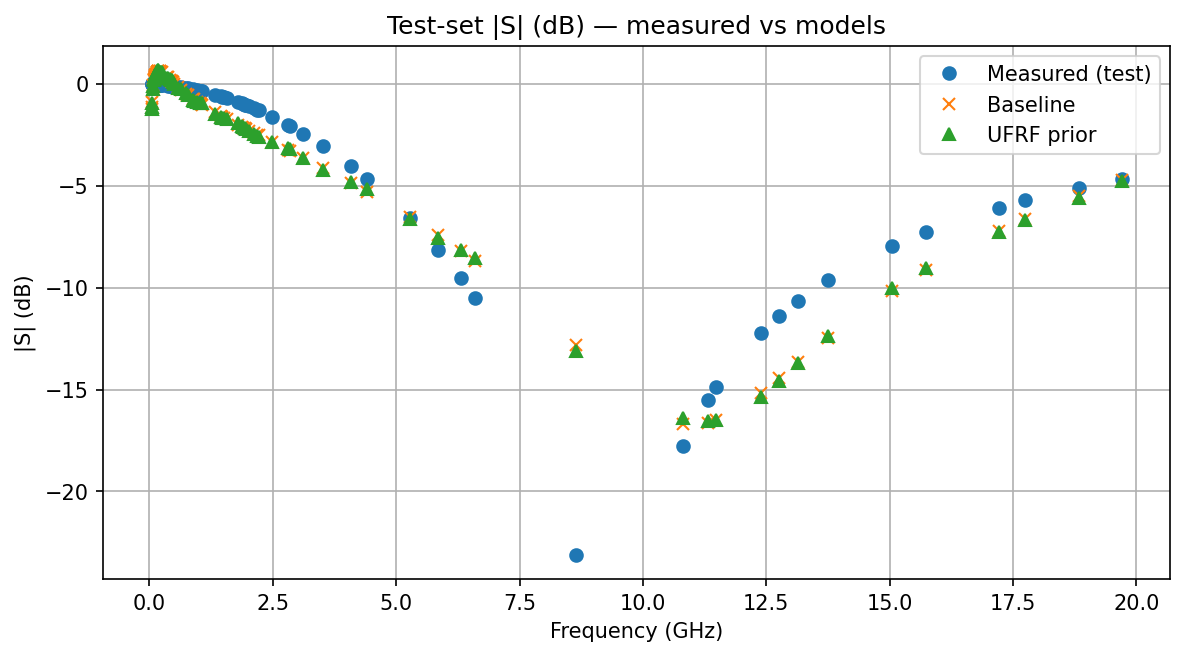 Test-set |S| (dB) — measured vs models
Measured (test)
Baseline
UFRF prior
|S| (dB)
0
−5
−10
−15
−20
0.0 2.5 5.0 7.5 10.0 12.5 15.0 17.5 20.0
Frequency (GHz)